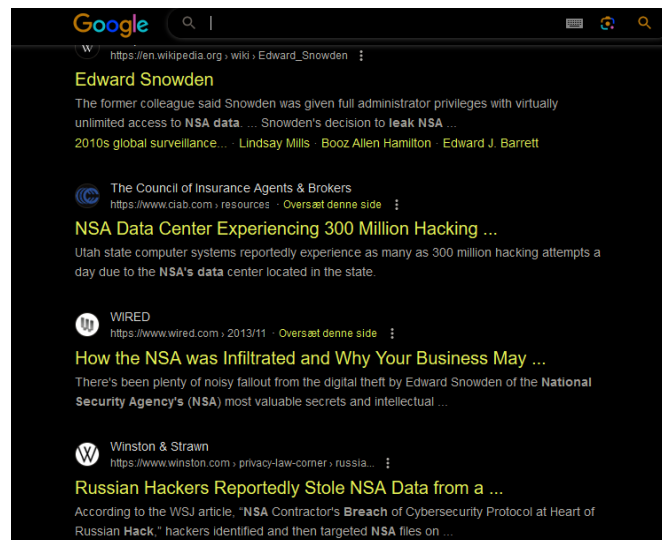 Google
W
https://en.wikipedia.org › wiki › Edward_Snowden
Edward Snowden
The former colleague said Snowden was given full administrator privileges with virtually
unlimited access to NSA data. ... Snowden's decision to leak NSA ...
2010s global surveillance... · Lindsay Mills · Booz Allen Hamilton · Edward J. Barrett
The Council of Insurance Agents & Brokers
https://www.ciab.com › resources · Oversæt denne side
NSA Data Center Experiencing 300 Million Hacking ...
Utah state computer systems reportedly experience as many as 300 million hacking attempts a
day due to the NSA's data center located in the state.
WIRED
https://www.wired.com › 2013/11 · Oversæt denne side
How the NSA was Infiltrated and Why Your Business May ...
There's been plenty of noisy fallout from the digital theft by Edward Snowden of the National
Security Agency's (NSA) most valuable secrets and intellectual ...
Winston & Strawn
https://www.winston.com › privacy-law-corner › russia...
Russian Hackers Reportedly Stole NSA Data from a ...
According to the WSJ article, “NSA Contractor's Breach of Cybersecurity Protocol at Heart of
Russian Hack,” hackers identified and then targeted NSA files on ...